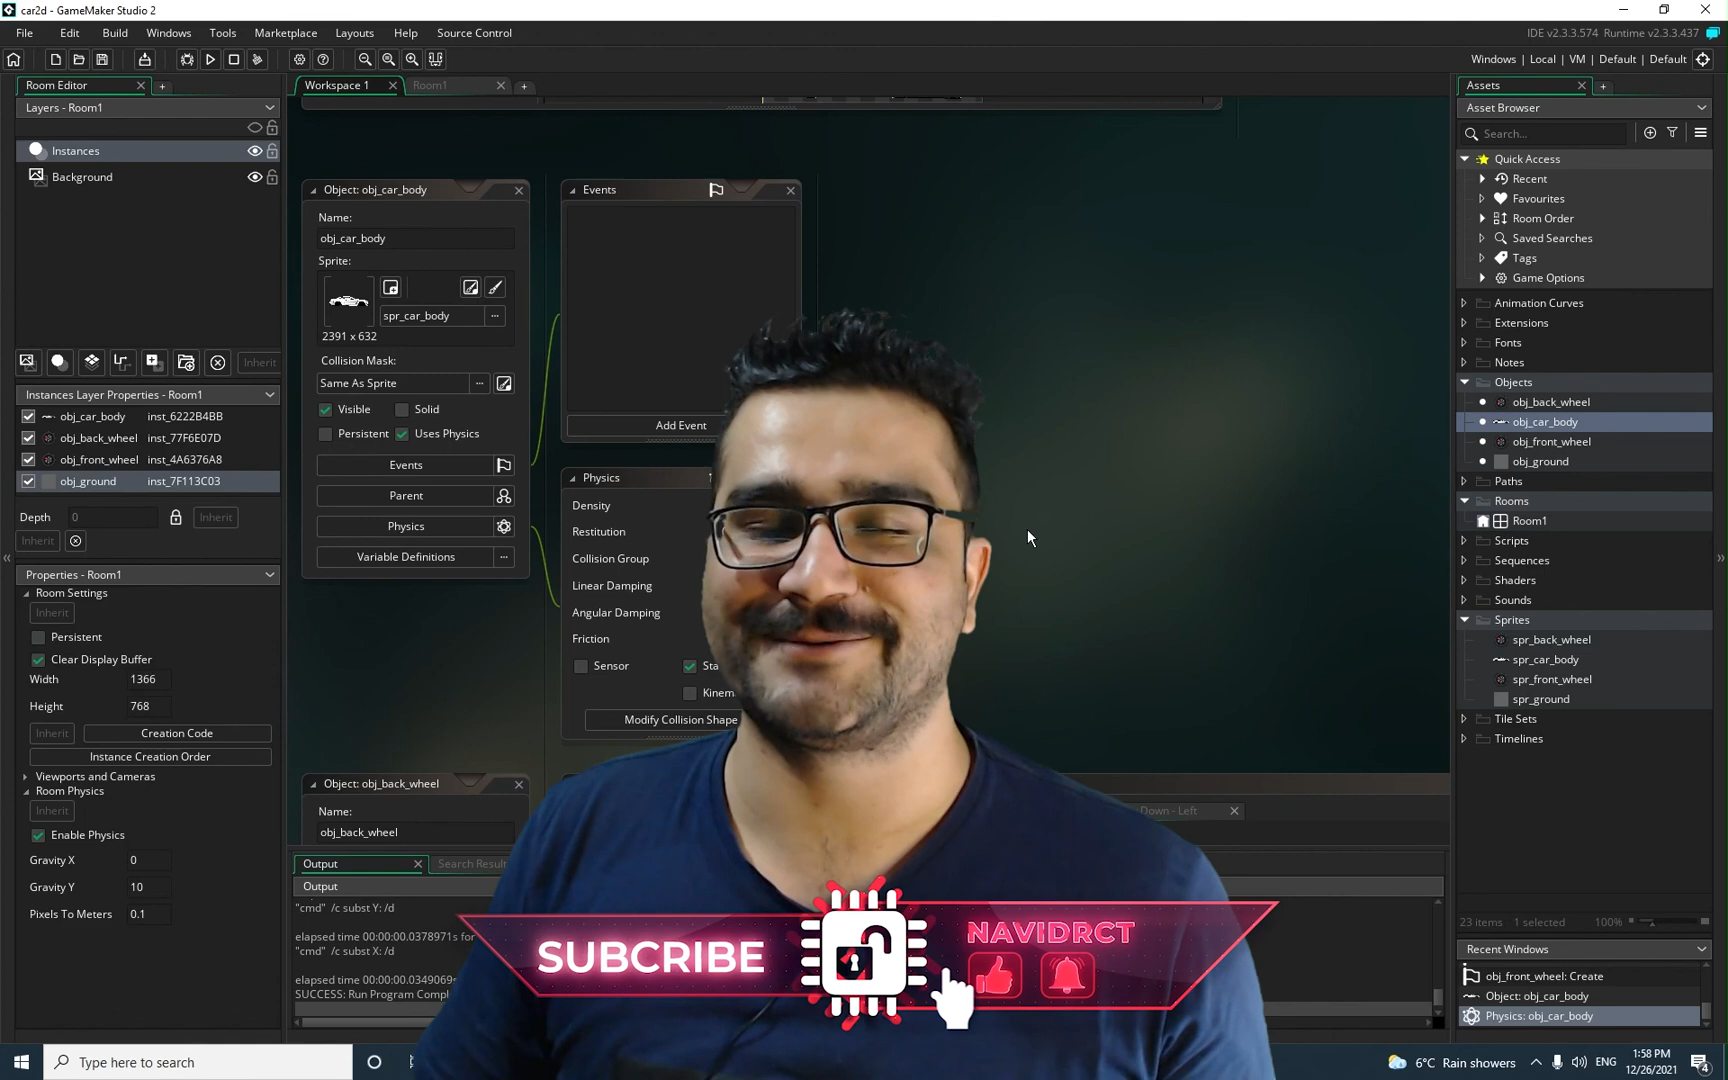 car2d - GameMaker Studio 2
File Edit Build Windows Tools Marketplace Layouts Help Source Control
IDE v2.3.3.574 Runtime v2.3.3.437
Windows | Local | VM | Default | Default
Room Editor
Layers - Room1
Instances
Background
Inherit
Instances Layer Properties - Room1
obj_car_body inst_6222B4BB
obj_back_wheel inst_77F6E07D
obj_front_wheel inst_4A6376A8
obj_ground inst_7F113C03
Depth 0 Inherit
Inherit
Properties - Room1
Room Settings
Inherit
Persistent
Clear Display Buffer
Width 1366
Height 768
Inherit Creation Code
Instance Creation Order
Viewports and Cameras
Room Physics
Inherit
Enable Physics
Gravity X 0
Gravity Y 10
Pixels To Meters 0.1
Workspace 1
Room1
Object: obj_car_body
Name:
obj_car_body
Sprite:
spr_car_body
2391 x 632
Collision Mask:
Same As Sprite
Visible Solid
Persistent Uses Physics
Events
Parent
Physics
Variable Definitions
Events
Add Event
Physics
Density
Restitution
Collision Group
Linear Damping
Angular Damping
Friction
Sensor
Sta
Kinem
Modify Collision Shape
Object: obj_back_wheel
Name:
obj_back_wheel
Down - Left
Output
Search Result
Output
"cmd" /c subst Y: /d
elapsed time 00:00:00.0378971s for
"cmd" /c subst X: /d
elapsed time 00:00:00.0349069s
SUCCESS: Run Program Compl
SUBCRIBE
NAVIDRCT
Assets
Asset Browser
Search...
Quick Access
Recent
Favourites
Room Order
Saved Searches
Tags
Game Options
Animation Curves
Extensions
Fonts
Notes
Objects
obj_back_wheel
obj_car_body
obj_front_wheel
obj_ground
Paths
Rooms
Room1
Scripts
Sequences
Shaders
Sounds
Sprites
spr_back_wheel
spr_car_body
spr_front_wheel
spr_ground
Tile Sets
Timelines
23 items 1 selected 100%
Recent Windows
obj_front_wheel: Create
Object: obj_car_body
Physics: obj_car_body
Type here to search
6°C Rain showers
ENG
1:58 PM
12/26/2021
4